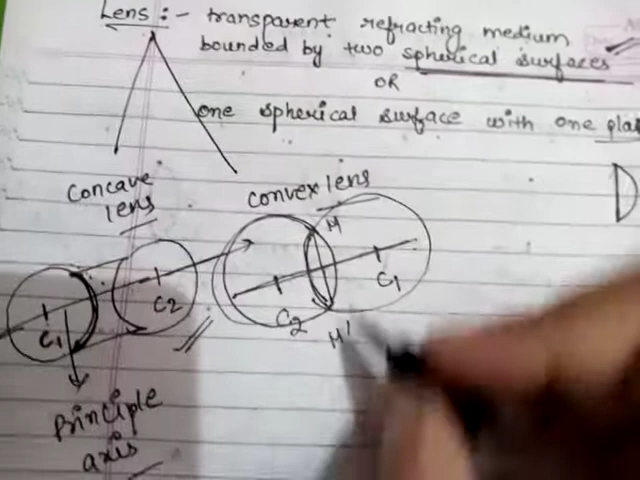 Lens :- transparent refracting medium
bounded by two spherical surfaces
OR
one spherical surface with one
Concave
lens
Convex lens
M
C1
C2
M'
C1
C2
Principle
axis